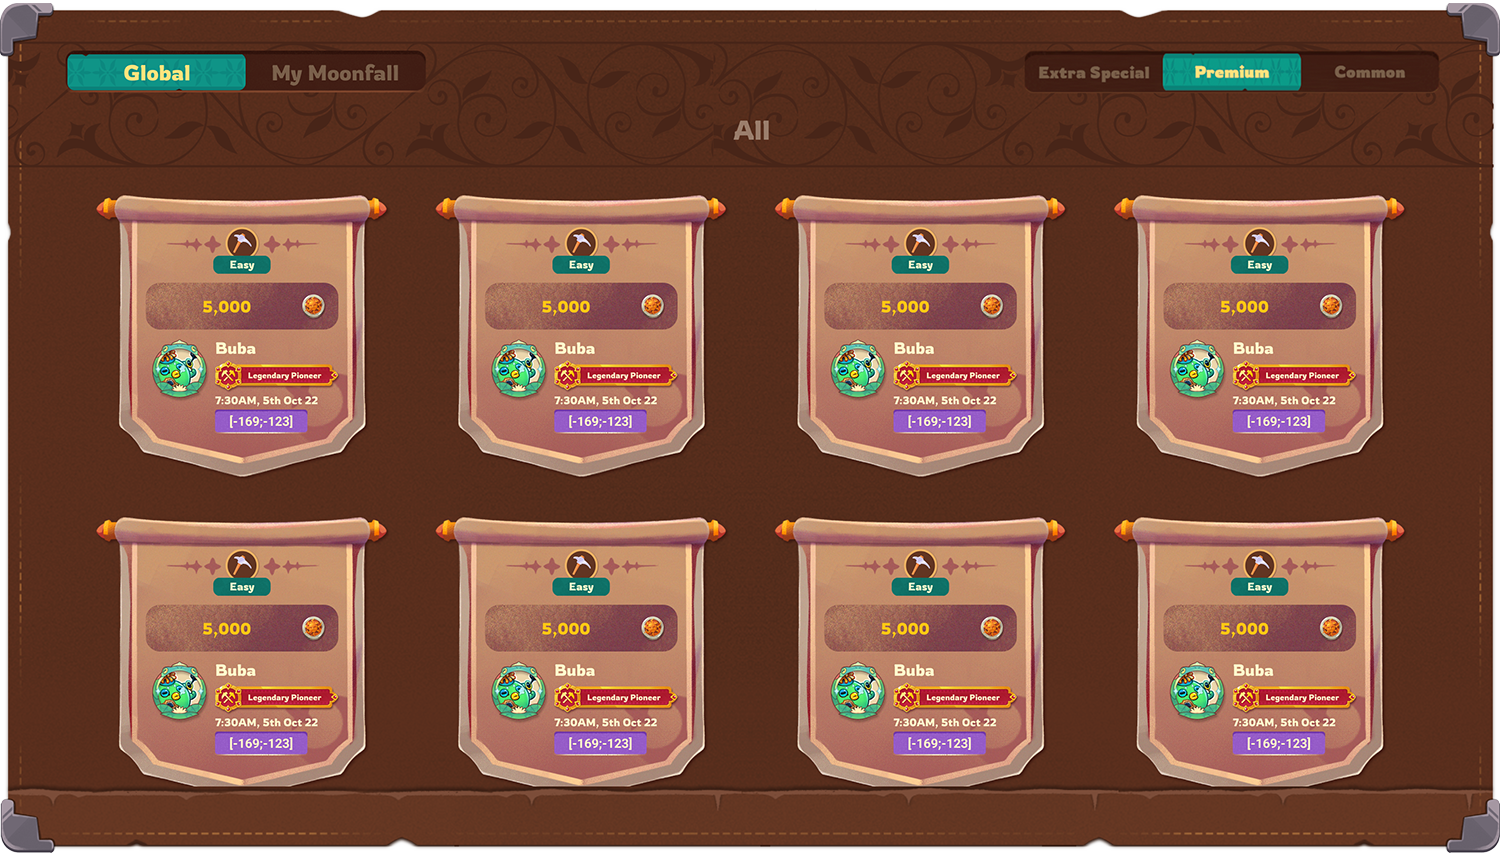 Global
My Moonfall
Extra Special
Premium
Common
All
Easy
5,000
Buba
Legendary Pioneer
7:30AM, 5th Oct 22
[-169;-123]
Easy
5,000
Buba
Legendary Pioneer
7:30AM, 5th Oct 22
[-169;-123]
Easy
5,000
Buba
Legendary Pioneer
7:30AM, 5th Oct 22
[-169;-123]
Easy
5,000
Buba
Legendary Pioneer
7:30AM, 5th Oct 22
[-169;-123]
Easy
5,000
Buba
Legendary Pioneer
7:30AM, 5th Oct 22
[-169;-123]
Easy
5,000
Buba
Legendary Pioneer
7:30AM, 5th Oct 22
[-169;-123]
Easy
5,000
Buba
Legendary Pioneer
7:30AM, 5th Oct 22
[-169;-123]
Easy
5,000
Buba
Legendary Pioneer
7:30AM, 5th Oct 22
[-169;-123]